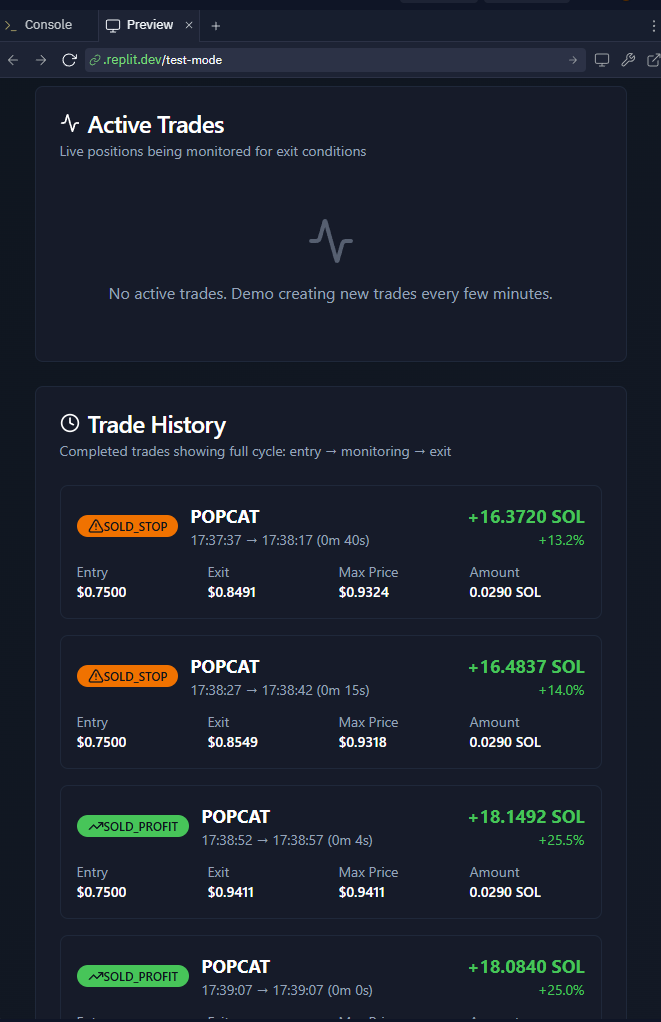 Console
Preview
.replit.dev/test-mode
Active Trades
Live positions being monitored for exit conditions
No active trades. Demo creating new trades every few minutes.
Trade History
Completed trades showing full cycle: entry → monitoring → exit
SOLD_STOP
POPCAT
+16.3720 SOL
17:37:37 → 17:38:17 (0m 40s)
+13.2%
Entry Exit Max Price Amount
$0.7500 $0.8491 $0.9324 0.0290 SOL
SOLD_STOP
POPCAT
+16.4837 SOL
17:38:27 → 17:38:42 (0m 15s)
+14.0%
Entry Exit Max Price Amount
$0.7500 $0.8549 $0.9318 0.0290 SOL
SOLD_PROFIT
POPCAT
+18.1492 SOL
17:38:52 → 17:38:57 (0m 4s)
+25.5%
Entry Exit Max Price Amount
$0.7500 $0.9411 $0.9411 0.0290 SOL
SOLD_PROFIT
POPCAT
+18.0840 SOL
17:39:07 → 17:39:07 (0m 0s)
+25.0%